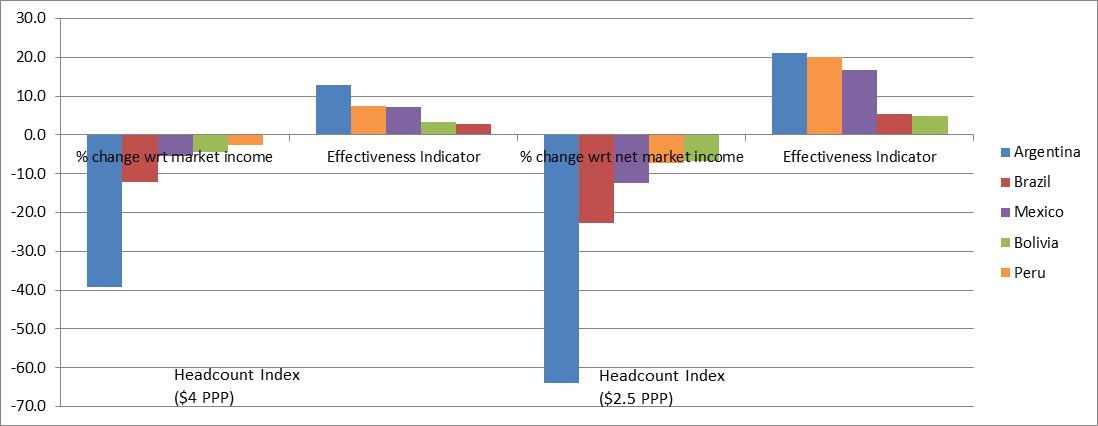 30.0
20.0
10.0
0.0
-10.0
-20.0
-30.0
-40.0
-50.0
-60.0
-70.0
% change wrt market income
Effectiveness Indicator
% change wrt net market income
Effectiveness Indicator
Headcount Index
($4 PPP)
Headcount Index
($2.5 PPP)
Argentina
Brazil
Mexico
Bolivia
Peru